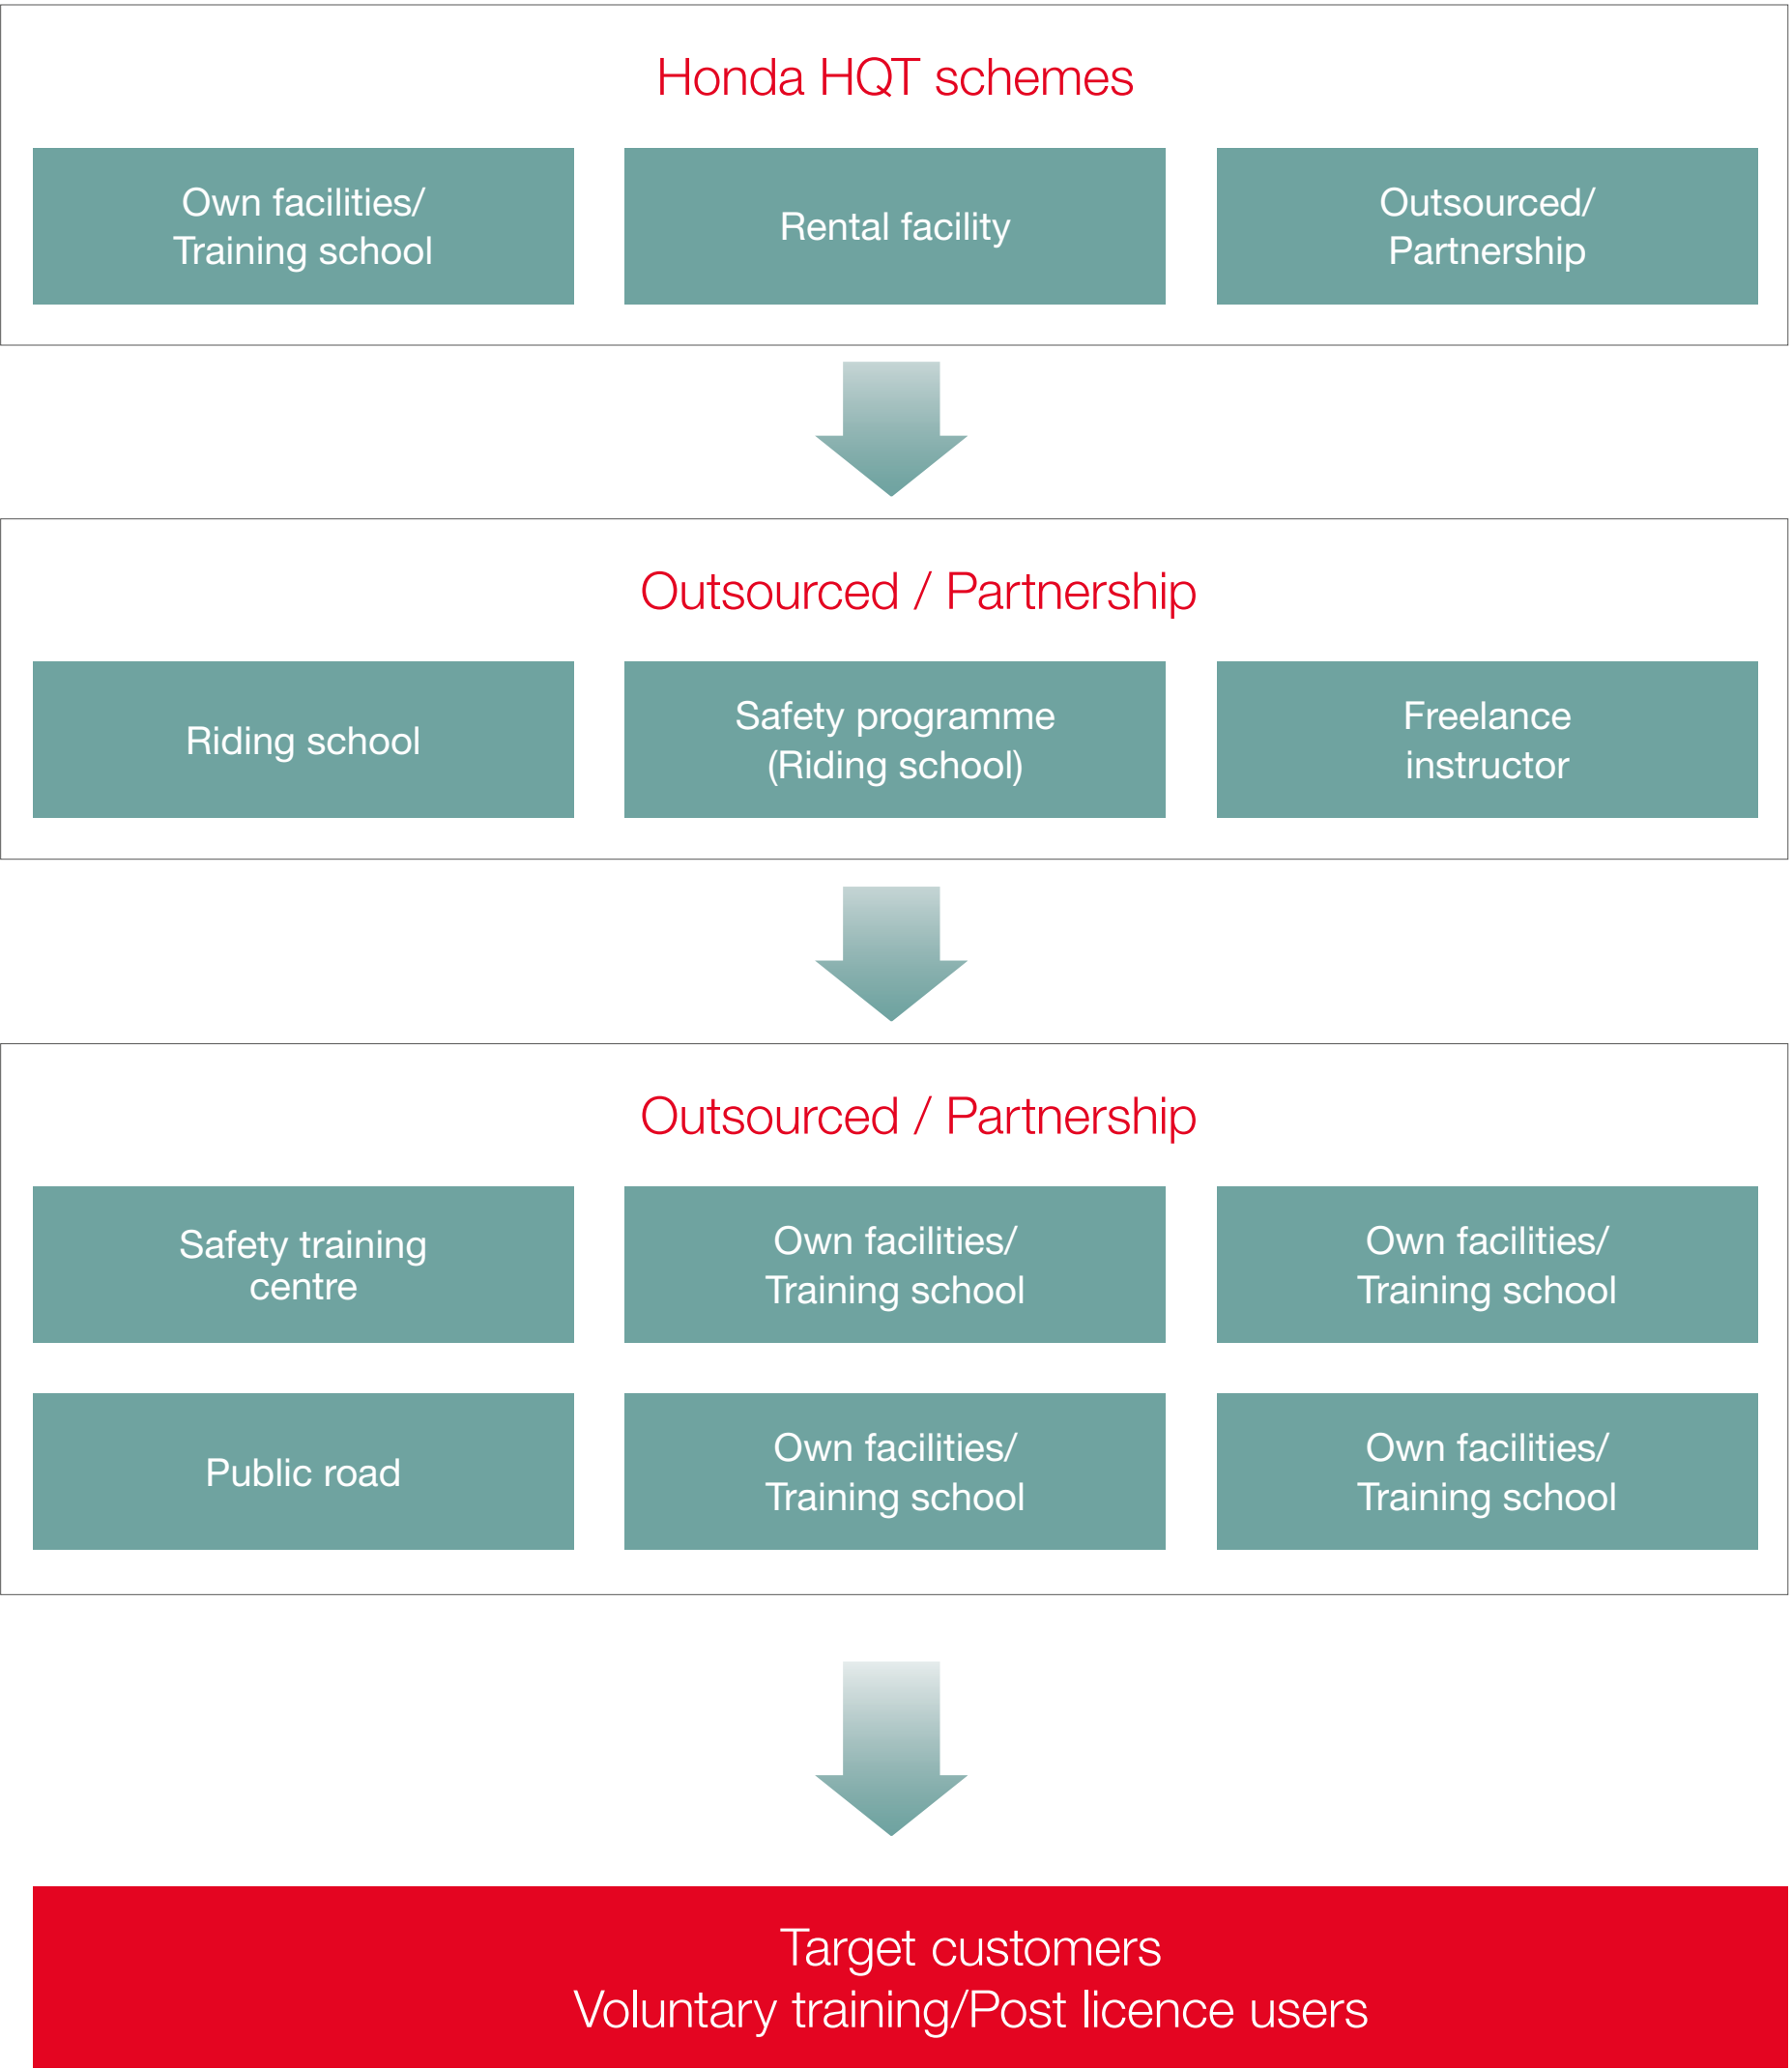 Honda HQT schemes
Own facilities/
Training school
Rental facility
Outsourced/
Partnership
Outsourced / Partnership
Riding school
Safety programme
(Riding school)
Freelance
instructor
Outsourced / Partnership
Safety training
centre
Own facilities/
Training school
Own facilities/
Training school
Public road
Own facilities/
Training school
Own facilities/
Training school
Target customers
Voluntary training/Post licence users